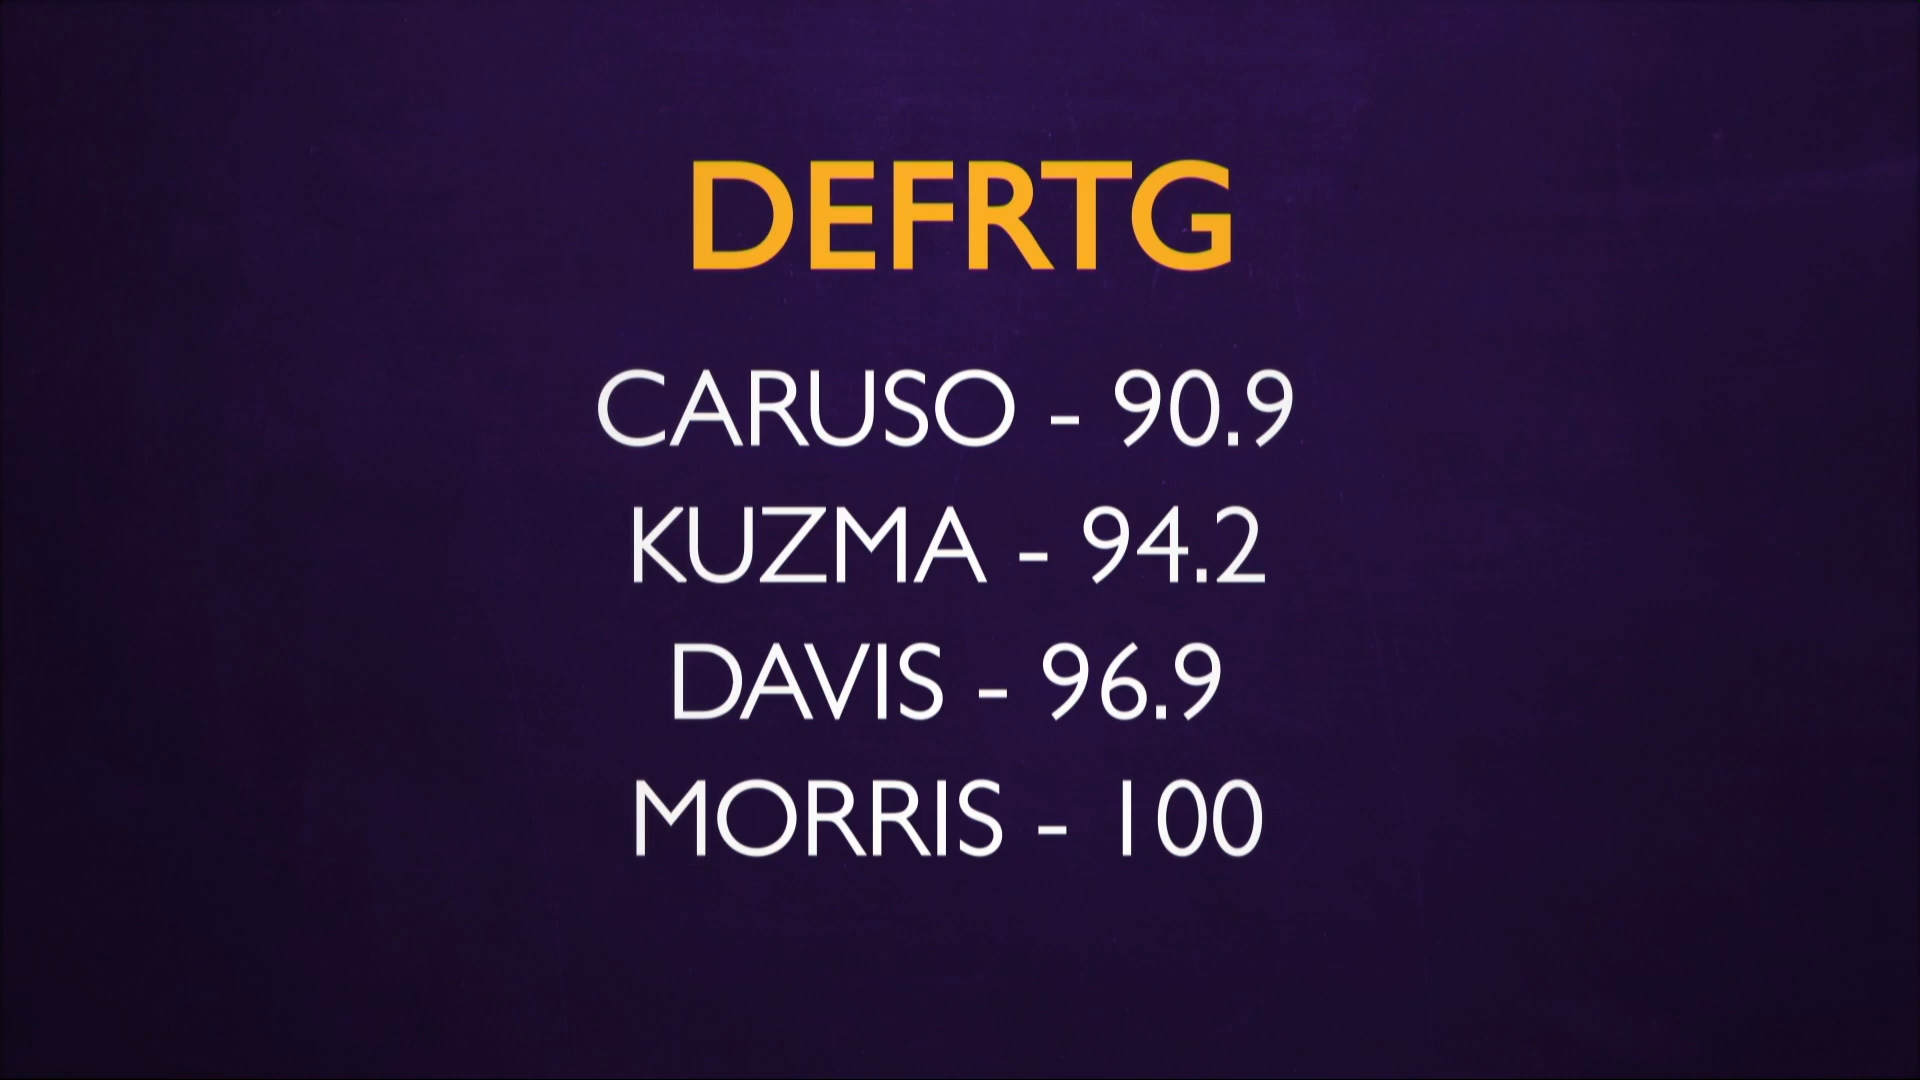 DEFRTG
CARUSO - 90.9
KUZMA - 94.2
DAVIS - 96.9
MORRIS - 100